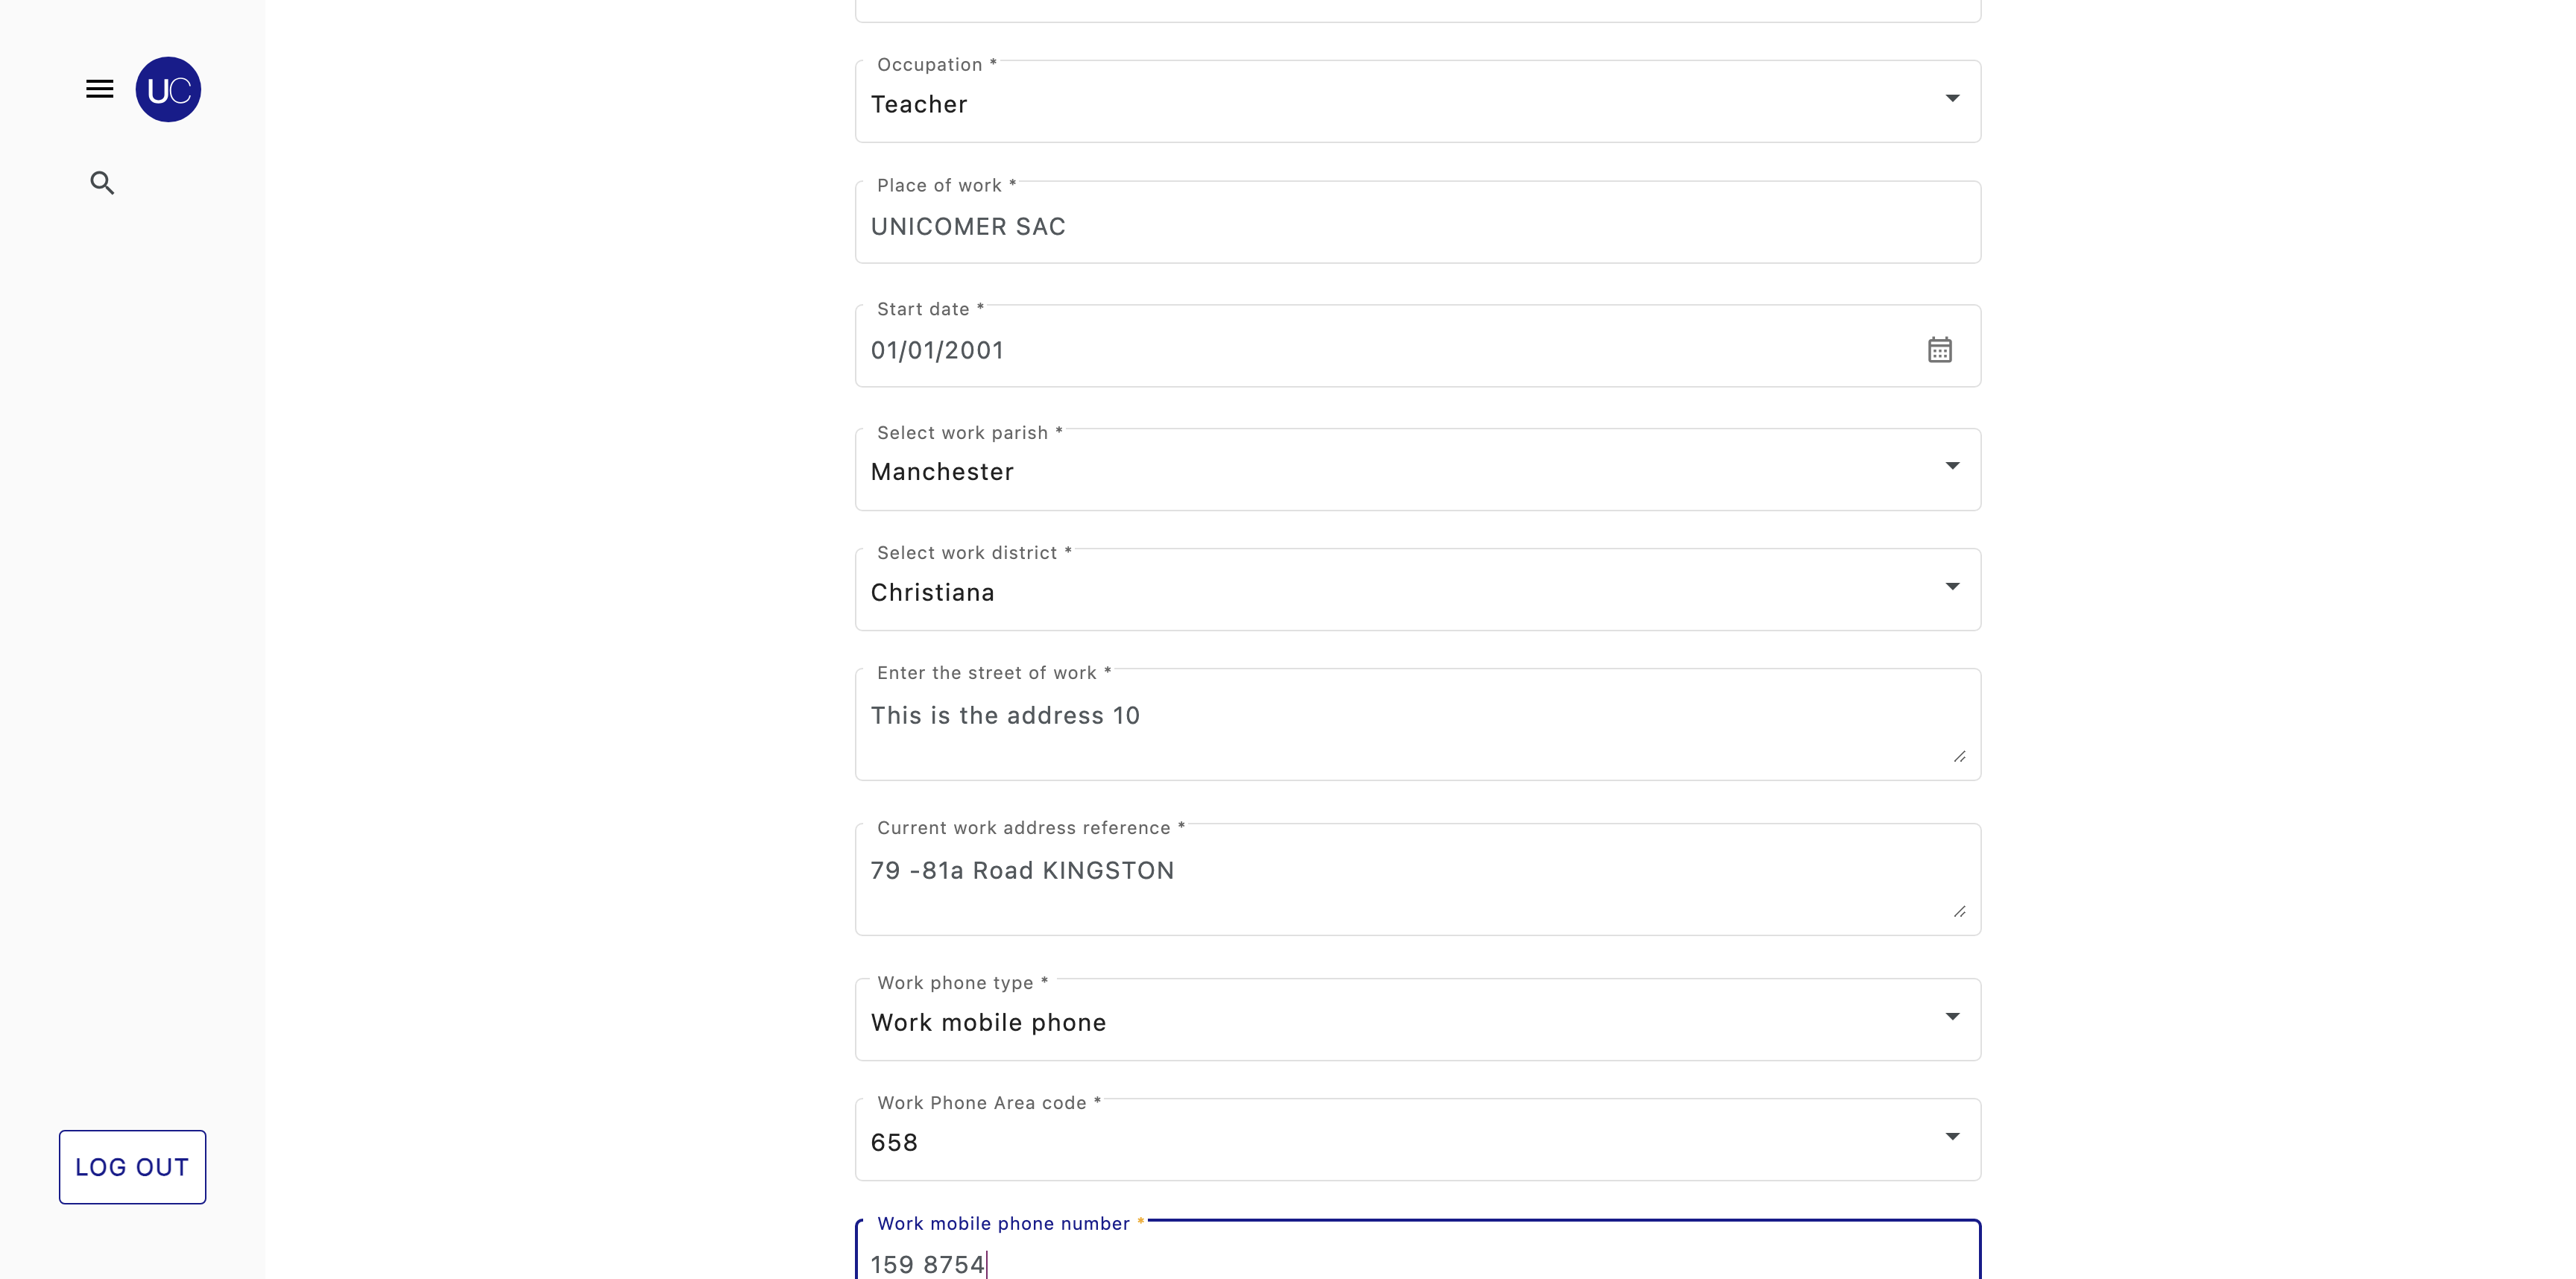 UC
Occupation *
Teacher
Place of work *
UNICOMER SAC
Start date *
01/01/2001
Select work parish *
Manchester
Select work district *
Christiana
Enter the street of work *
This is the address 10
Current work address reference *
79 -81a Road KINGSTON
Work phone type *
Work mobile phone
Work Phone Area code *
658
LOG OUT
Work mobile phone number *
159 8754